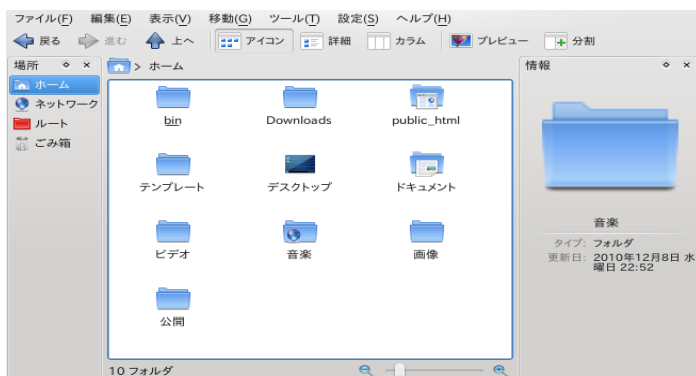 ファイル(F) 編集(E) 表示(V) 移動(G) ツール(T) 設定(S) ヘルプ(H)
戻る 進む 上へ アイコン 詳細 カラム プレビュー 分割
場所
ホーム
ネットワーク
ルート
ごみ箱
> ホーム
bin Downloads public_html
テンプレート デスクトップ ドキュメント
ビデオ 音楽 画像
公開
10 フォルダ
情報
音楽
タイプ: フォルダ
更新日: 2010年12月8日 水
曜日 22:52